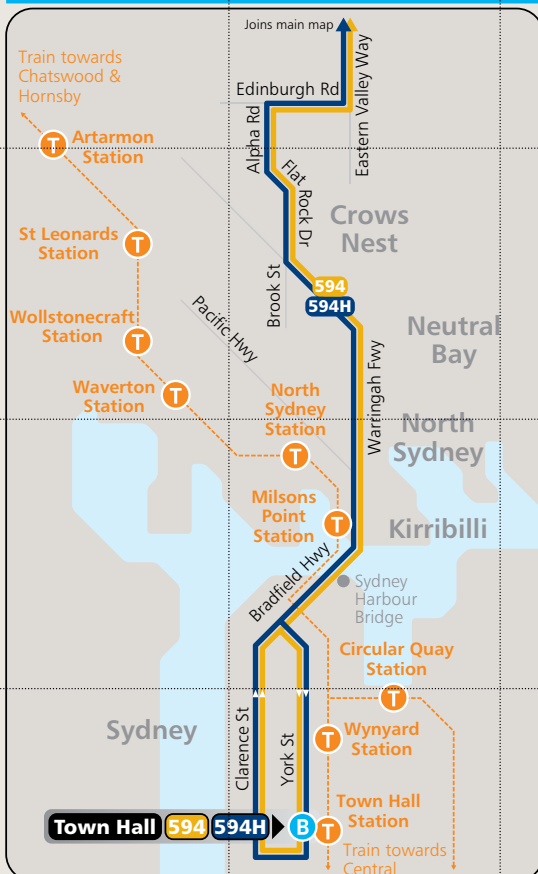 Joins main map
Train towards
Chatswood &
Hornsby
Edinburgh Rd
Eastern Valley Way
Alpha Rd
T
Artarmon
Station
Flat
Rock Dr
Crows
Nest
St Leonards
Station
T
Brook St
594
594H
Wollstonecraft
Station
T
Pacific Hwy
Neutral
Bay
Warringah Fwy
Waverton
Station
T
North
Sydney
Station
T
North
Sydney
Milsons
Point
Station
T
Kirribilli
Bradfield Hwy
Sydney
Harbour
Bridge
Circular Quay
Station
T
Sydney
Clarence St
York St
T
Wynyard
Station
Town Hall 594 594H
B
T
Town Hall
Station
Train towards
Central